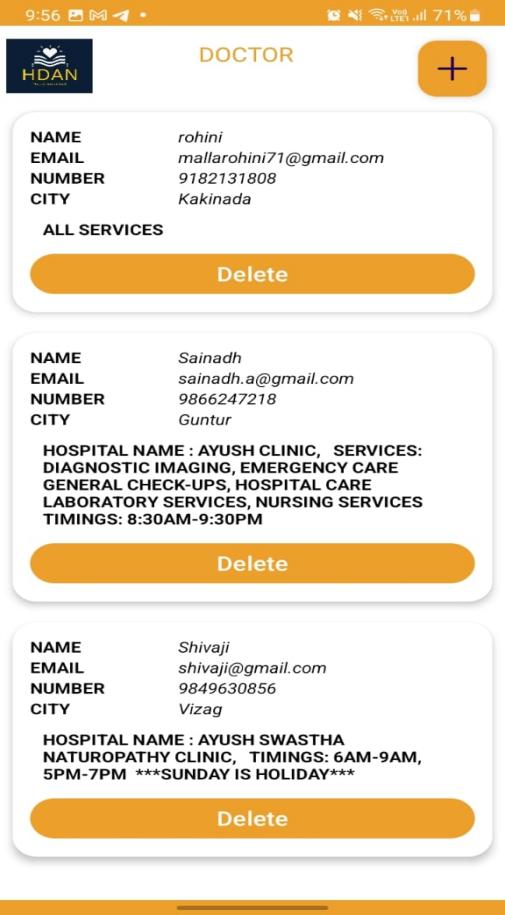 9:56 71%
HDAN
DOCTOR
NAME rohini
EMAIL mallarohini71@gmail.com
NUMBER 9182131808
CITY Kakinada
ALL SERVICES
Delete
NAME Sainadh
EMAIL sainadh.a@gmail.com
NUMBER 9866247218
CITY Guntur
HOSPITAL NAME : AYUSH CLINIC, SERVICES:
DIAGNOSTIC IMAGING, EMERGENCY CARE
GENERAL CHECK-UPS, HOSPITAL CARE
LABORATORY SERVICES, NURSING SERVICES
TIMINGS: 8:30AM-9:30PM
Delete
NAME Shivaji
EMAIL shivaji@gmail.com
NUMBER 9849630856
CITY Vizag
HOSPITAL NAME : AYUSH SWASTHA
NATUROPATHY CLINIC, TIMINGS: 6AM-9AM,
5PM-7PM ***SUNDAY IS HOLIDAY***
Delete